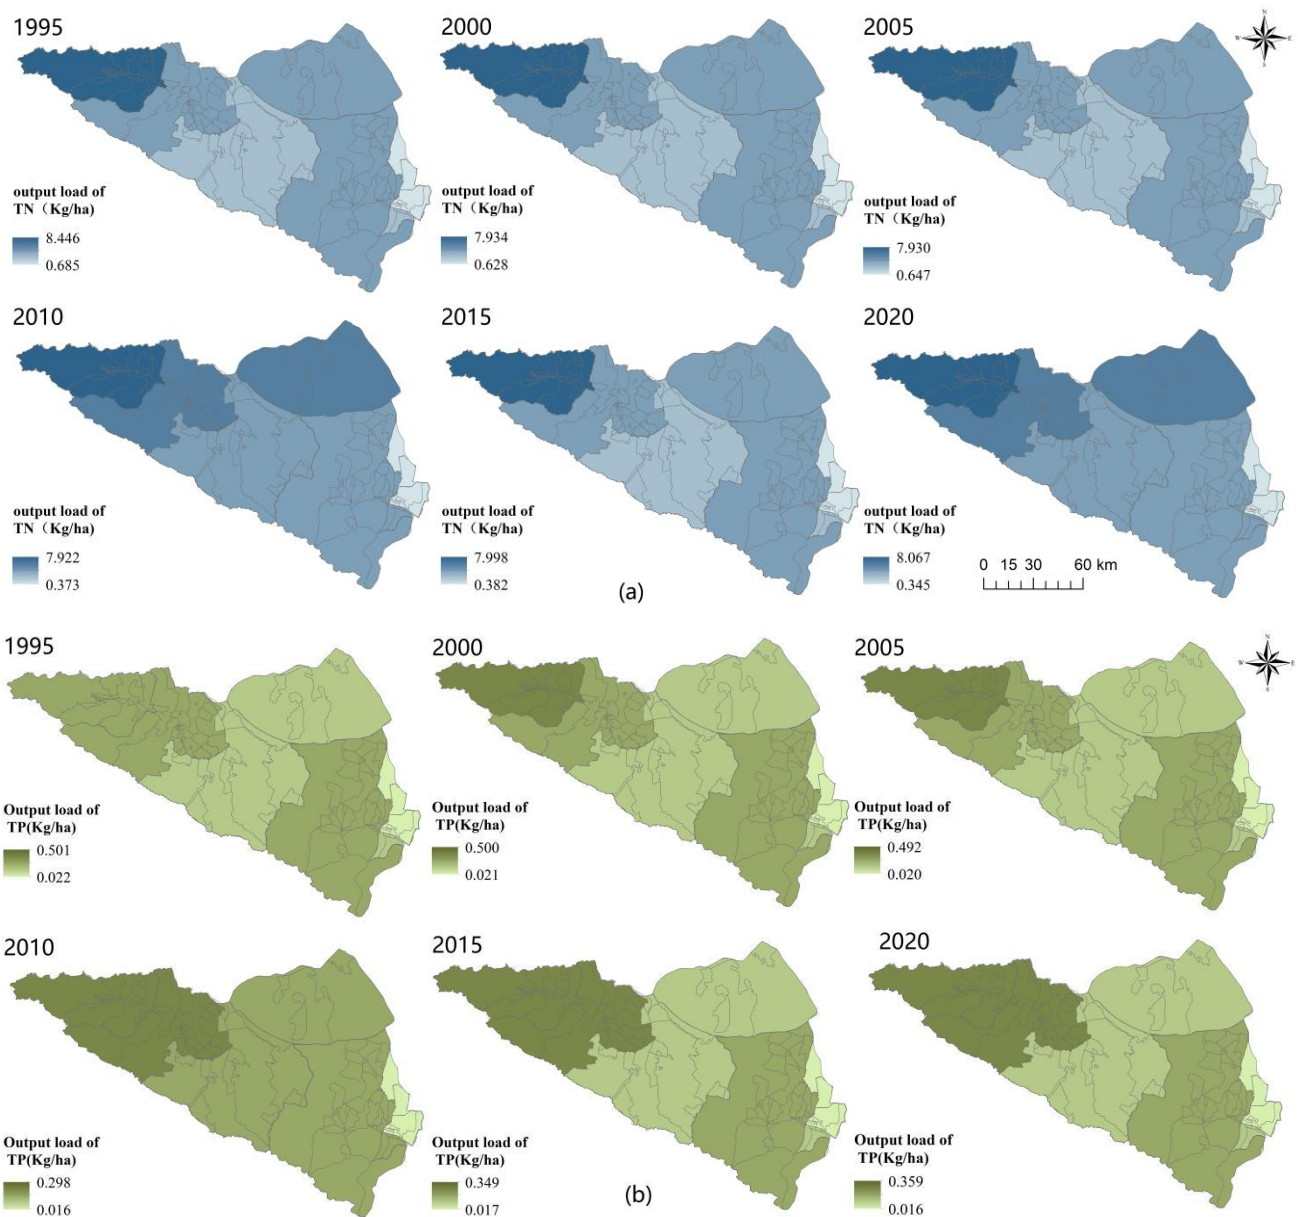 1995
2000
2005
N
W E
S
output load of
TN（Kg/ha)
8.446
0.685
output load of
TN（Kg/ha)
7.934
0.628
output load of
TN（Kg/ha)
7.930
0.647
2010
2015
2020
output load of
TN（Kg/ha)
7.922
0.373
output load of
TN（Kg/ha)
7.998
0.382
output load of
TN（Kg/ha)
8.067
0.345
0 15 30 60 km
(a)
1995
2000
2005
N
W E
S
Output load of
TP(Kg/ha)
0.501
0.022
Output load of
TP(Kg/ha)
0.500
0.021
Output load of
TP(Kg/ha)
0.492
0.020
2010
2015
2020
Output load of
TP(Kg/ha)
0.298
0.016
Output load of
TP(Kg/ha)
0.349
0.017
Output load of
TP(Kg/ha)
0.359
0.016
(b)